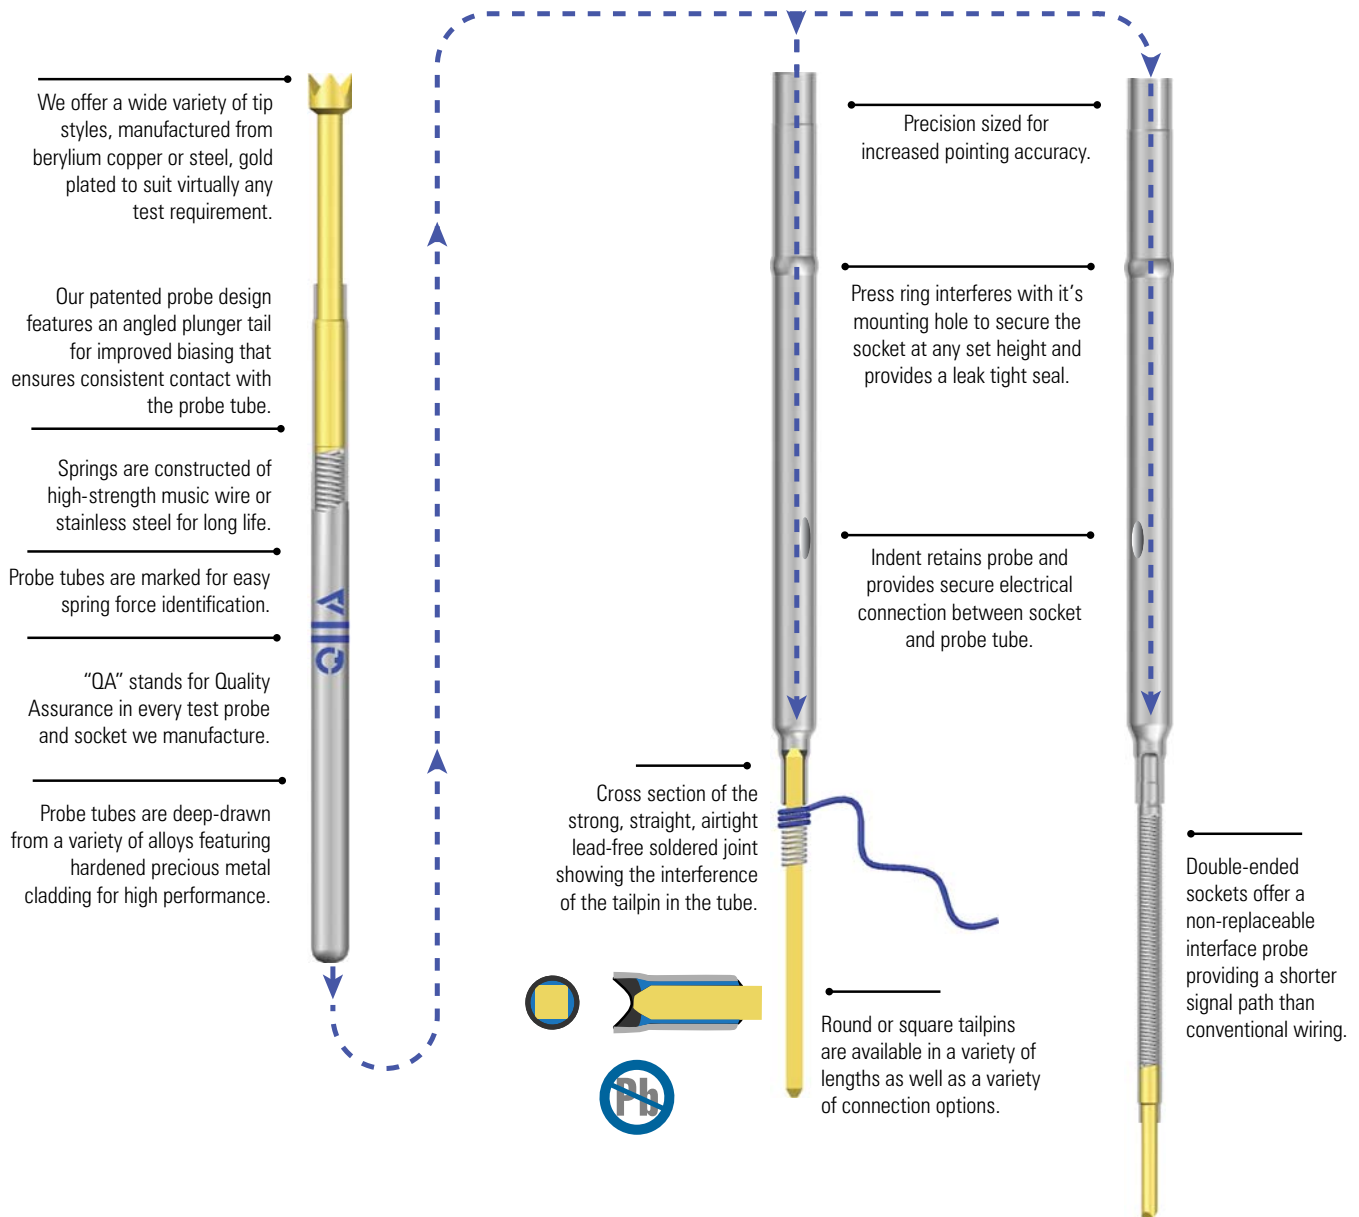 We offer a wide variety of tip
styles, manufactured from
berylium copper or steel, gold
plated to suit virtually any
test requirement.
Our patented probe design
features an angled plunger tail
for improved biasing that
ensures consistent contact with
the probe tube.
Springs are constructed of
high-strength music wire or
stainless steel for long life.
Probe tubes are marked for easy
spring force identification.
“QA” stands for Quality
Assurance in every test probe
and socket we manufacture.
Probe tubes are deep-drawn
from a variety of alloys featuring
hardened precious metal
cladding for high performance.
QA
Precision sized for
increased pointing accuracy.
Press ring interferes with it’s
mounting hole to secure the
socket at any set height and
provides a leak tight seal.
Indent retains probe and
provides secure electrical
connection between socket
and probe tube.
Cross section of the
strong, straight, airtight
lead-free soldered joint
showing the interference
of the tailpin in the tube.
Pb
Round or square tailpins
are available in a variety of
lengths as well as a variety
of connection options.
Double-ended
sockets offer a
non-replaceable
interface probe
providing a shorter
signal path than
conventional wiring.